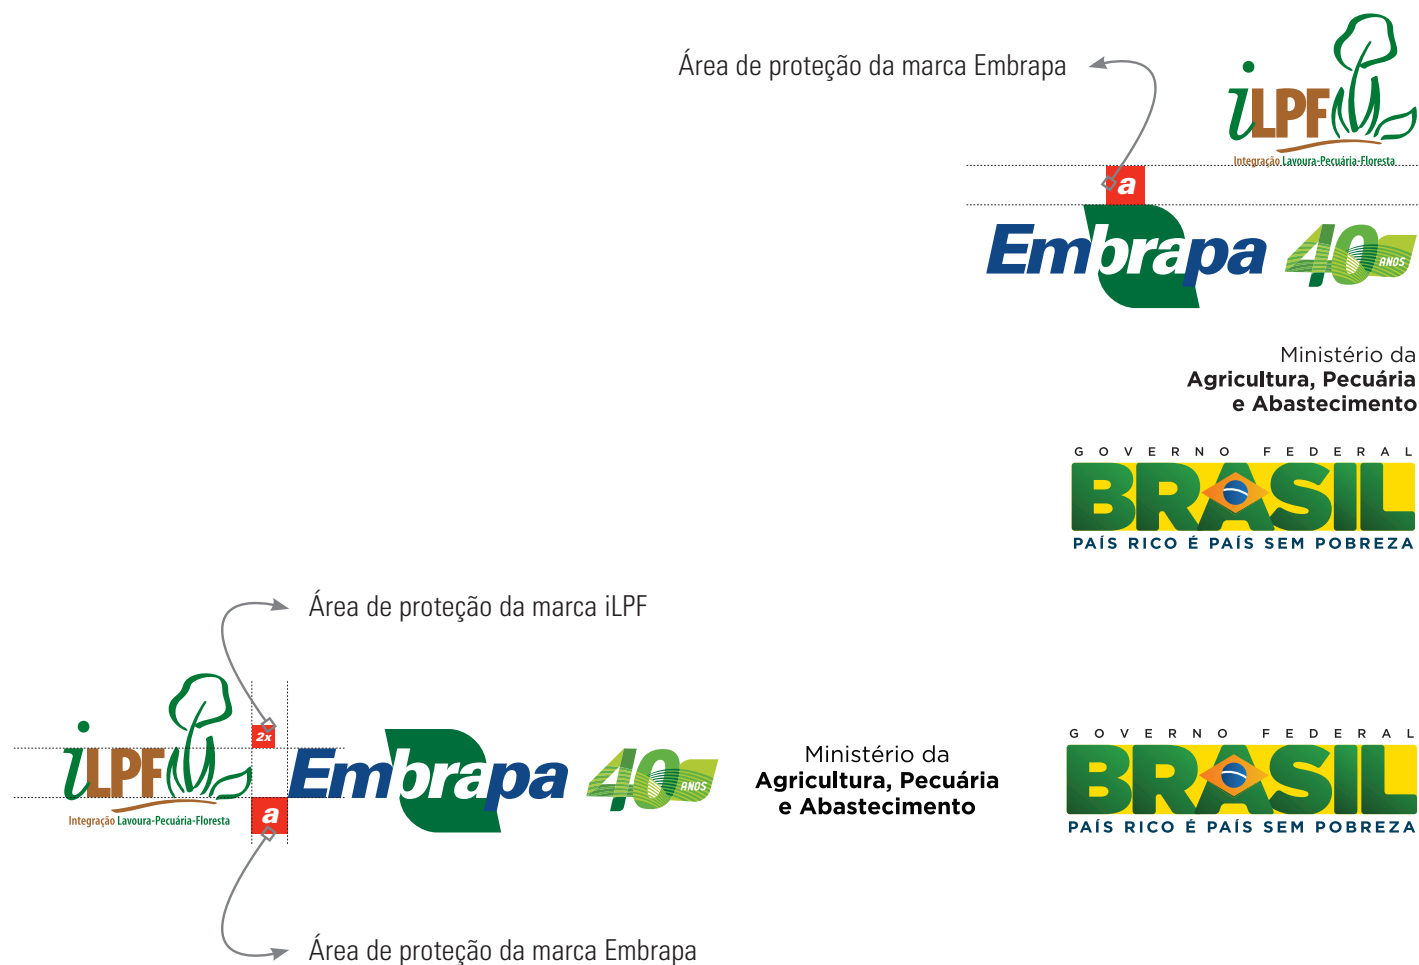 Área de proteção da marca Embrapa
iLPF
Integração Lavoura-Pecuária-Floresta
a
Embrapa 40 ANOS
Ministério da
Agricultura, Pecuária
e Abastecimento
GOVERNO FEDERAL
BRASIL
PAÍS RICO É PAÍS SEM POBREZA
Área de proteção da marca iLPF
iLPF
Integração Lavoura-Pecuária-Floresta
2x
a
Embrapa 40 ANOS
Ministério da
Agricultura, Pecuária
e Abastecimento
GOVERNO FEDERAL
BRASIL
PAÍS RICO É PAÍS SEM POBREZA
Área de proteção da marca Embrapa